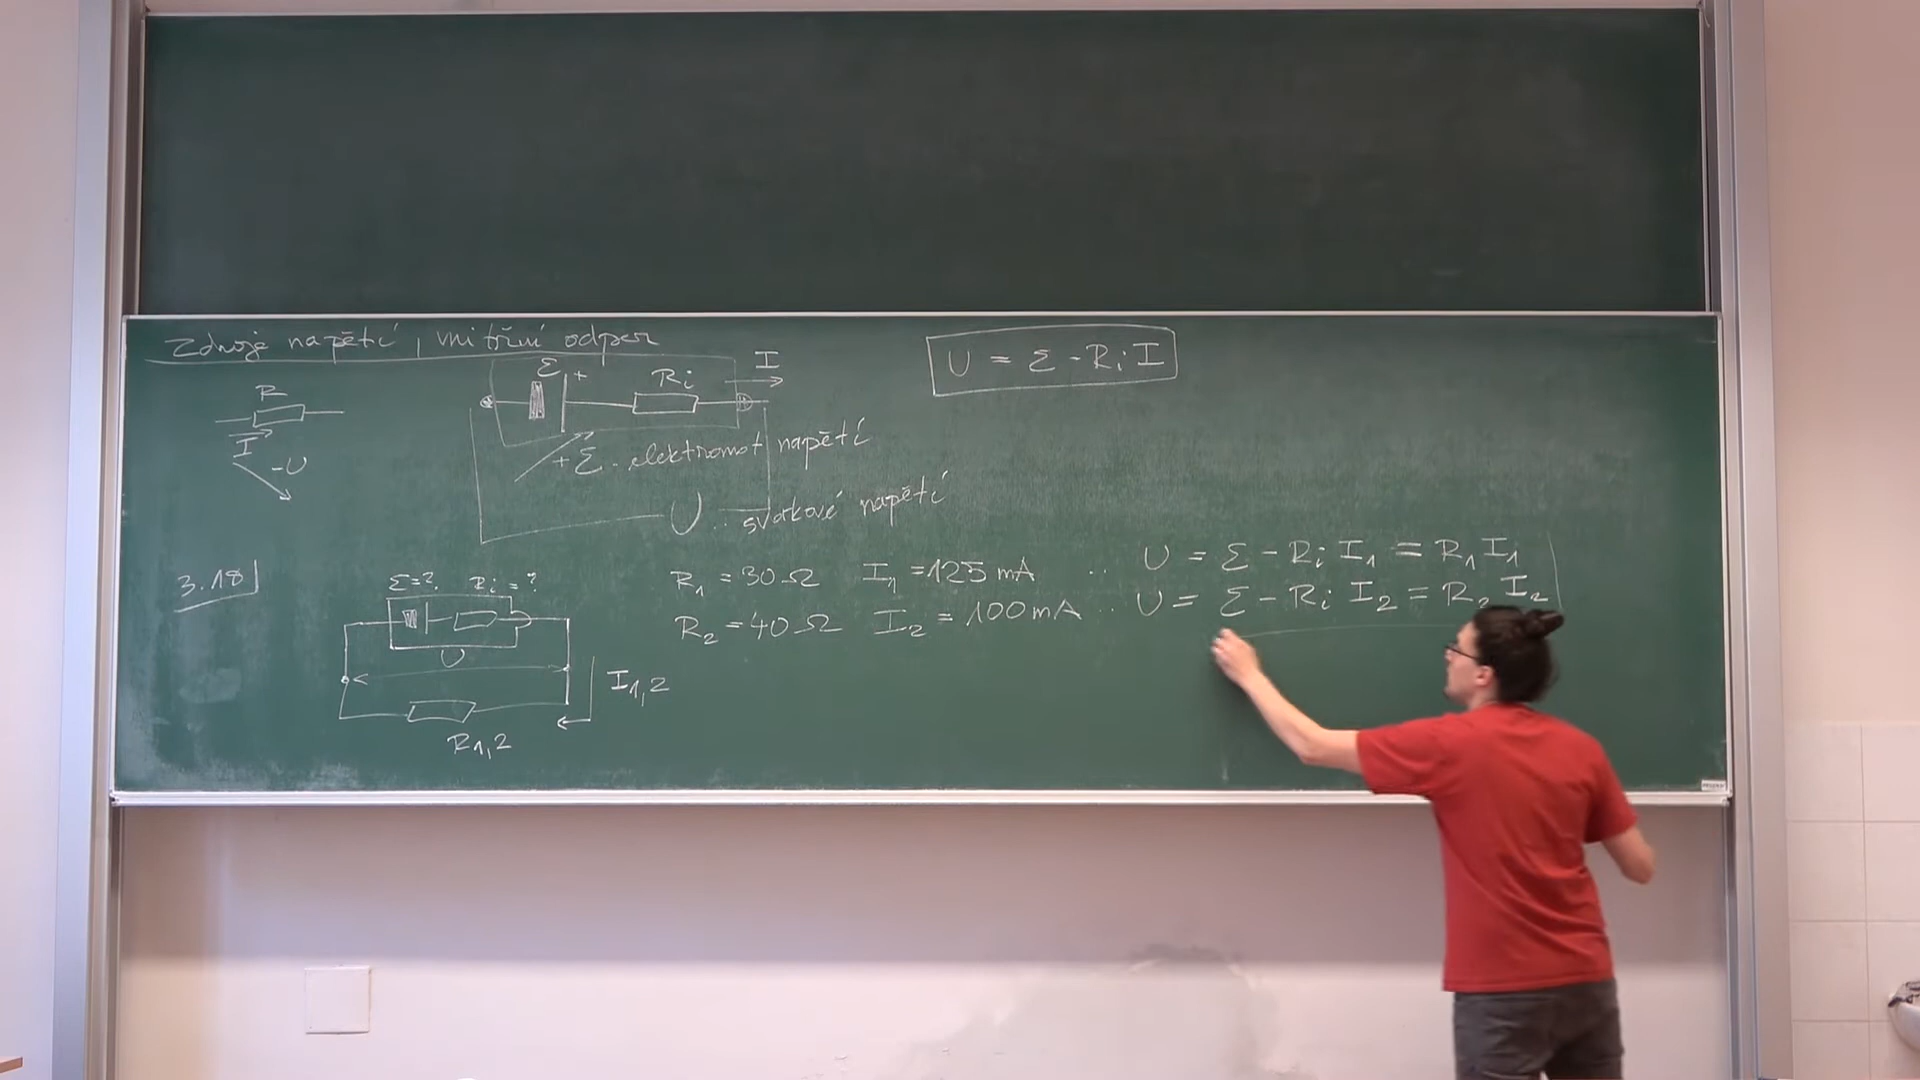 Zdroje napětí, vnitřní odpor
U = ε - Ri I
R
I
-U
ε +
Ri
I
+ ε .. elektromot napětí
U .. svorkové napětí
3.18
ε=? Ri = ?
U
I1,2
R1,2
R1 = 30 Ω I1 = 125 mA .. U = ε - Ri I1 = R1 I1
R2 = 40 Ω I2 = 100 mA .. U = ε - Ri I2 = R2 I2